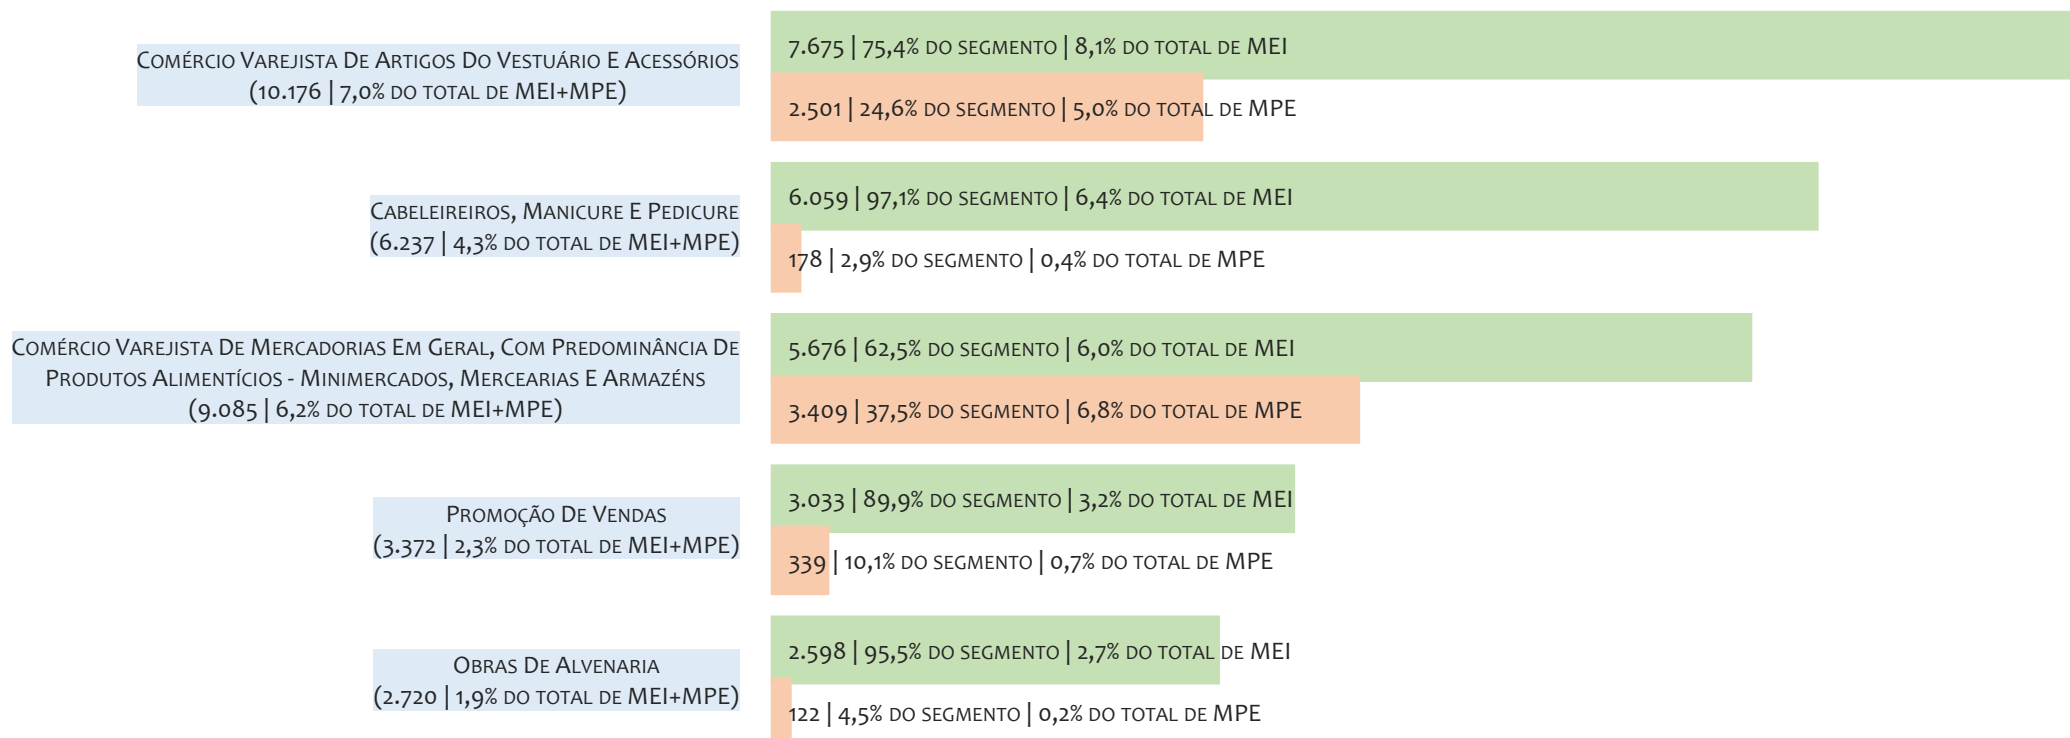 Comércio Varejista De Artigos Do Vestuário E Acessórios
(10.176 | 7,0% do total de MEI+MPE)
7.675 | 75,4% do segmento | 8,1% do total de MEI
2.501 | 24,6% do segmento | 5,0% do total de MPE
Cabeleireiros, Manicure E Pedicure
(6.237 | 4,3% do total de MEI+MPE)
6.059 | 97,1% do segmento | 6,4% do total de MEI
178 | 2,9% do segmento | 0,4% do total de MPE
Comércio Varejista De Mercadorias Em Geral, Com Predominância De
Produtos Alimentícios - Minimercados, Mercearias E Armazéns
(9.085 | 6,2% do total de MEI+MPE)
5.676 | 62,5% do segmento | 6,0% do total de MEI
3.409 | 37,5% do segmento | 6,8% do total de MPE
Promoção De Vendas
(3.372 | 2,3% do total de MEI+MPE)
3.033 | 89,9% do segmento | 3,2% do total de MEI
339 | 10,1% do segmento | 0,7% do total de MPE
Obras De Alvenaria
(2.720 | 1,9% do total de MEI+MPE)
2.598 | 95,5% do segmento | 2,7% do total de MEI
122 | 4,5% do segmento | 0,2% do total de MPE